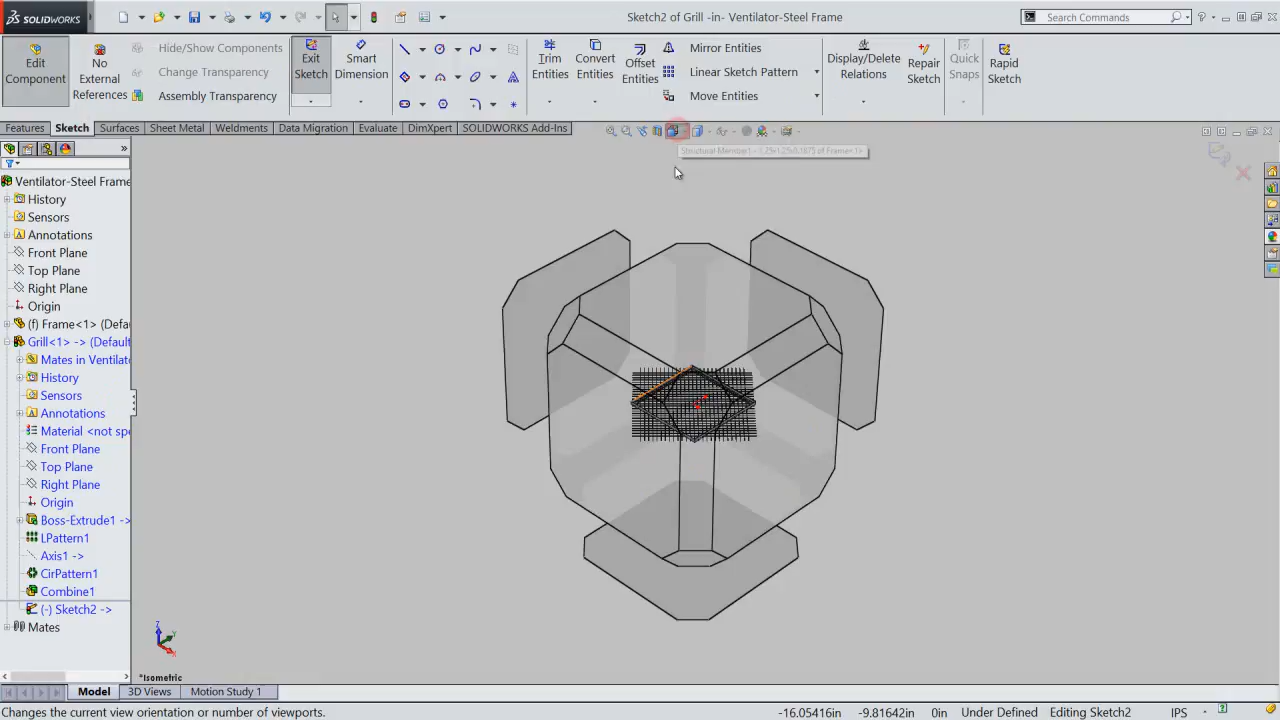 SOLIDWORKS
Sketch2 of Grill -in- Ventilator-Steel Frame
Search Commands
Edit Component
No External References
Hide/Show Components
Change Transparency
Assembly Transparency
Exit Sketch
Smart Dimension
Trim Entities
Convert Entities
Offset Entities
Mirror Entities
Linear Sketch Pattern
Move Entities
Display/Delete Relations
Repair Sketch
Quick Snaps
Rapid Sketch
Features
Sketch
Surfaces
Sheet Metal
Weldments
Data Migration
Evaluate
DimXpert
SOLIDWORKS Add-Ins
Ventilator-Steel Frame
History
Sensors
Annotations
Front Plane
Top Plane
Right Plane
Origin
(f) Frame<1> (Defau
Grill<1> -> (Default
Mates in Ventilato
History
Sensors
Annotations
Material <not spe
Front Plane
Top Plane
Right Plane
Origin
Boss-Extrude1 ->
LPattern1
Axis1 ->
CirPattern1
Combine1
(-) Sketch2 ->
Mates
Z
Y
X
*Isometric
Model
3D Views
Motion Study 1
Changes the current view orientation or number of viewports.
-16.05416in
-9.81642in
0in
Under Defined
Editing Sketch2
IPS